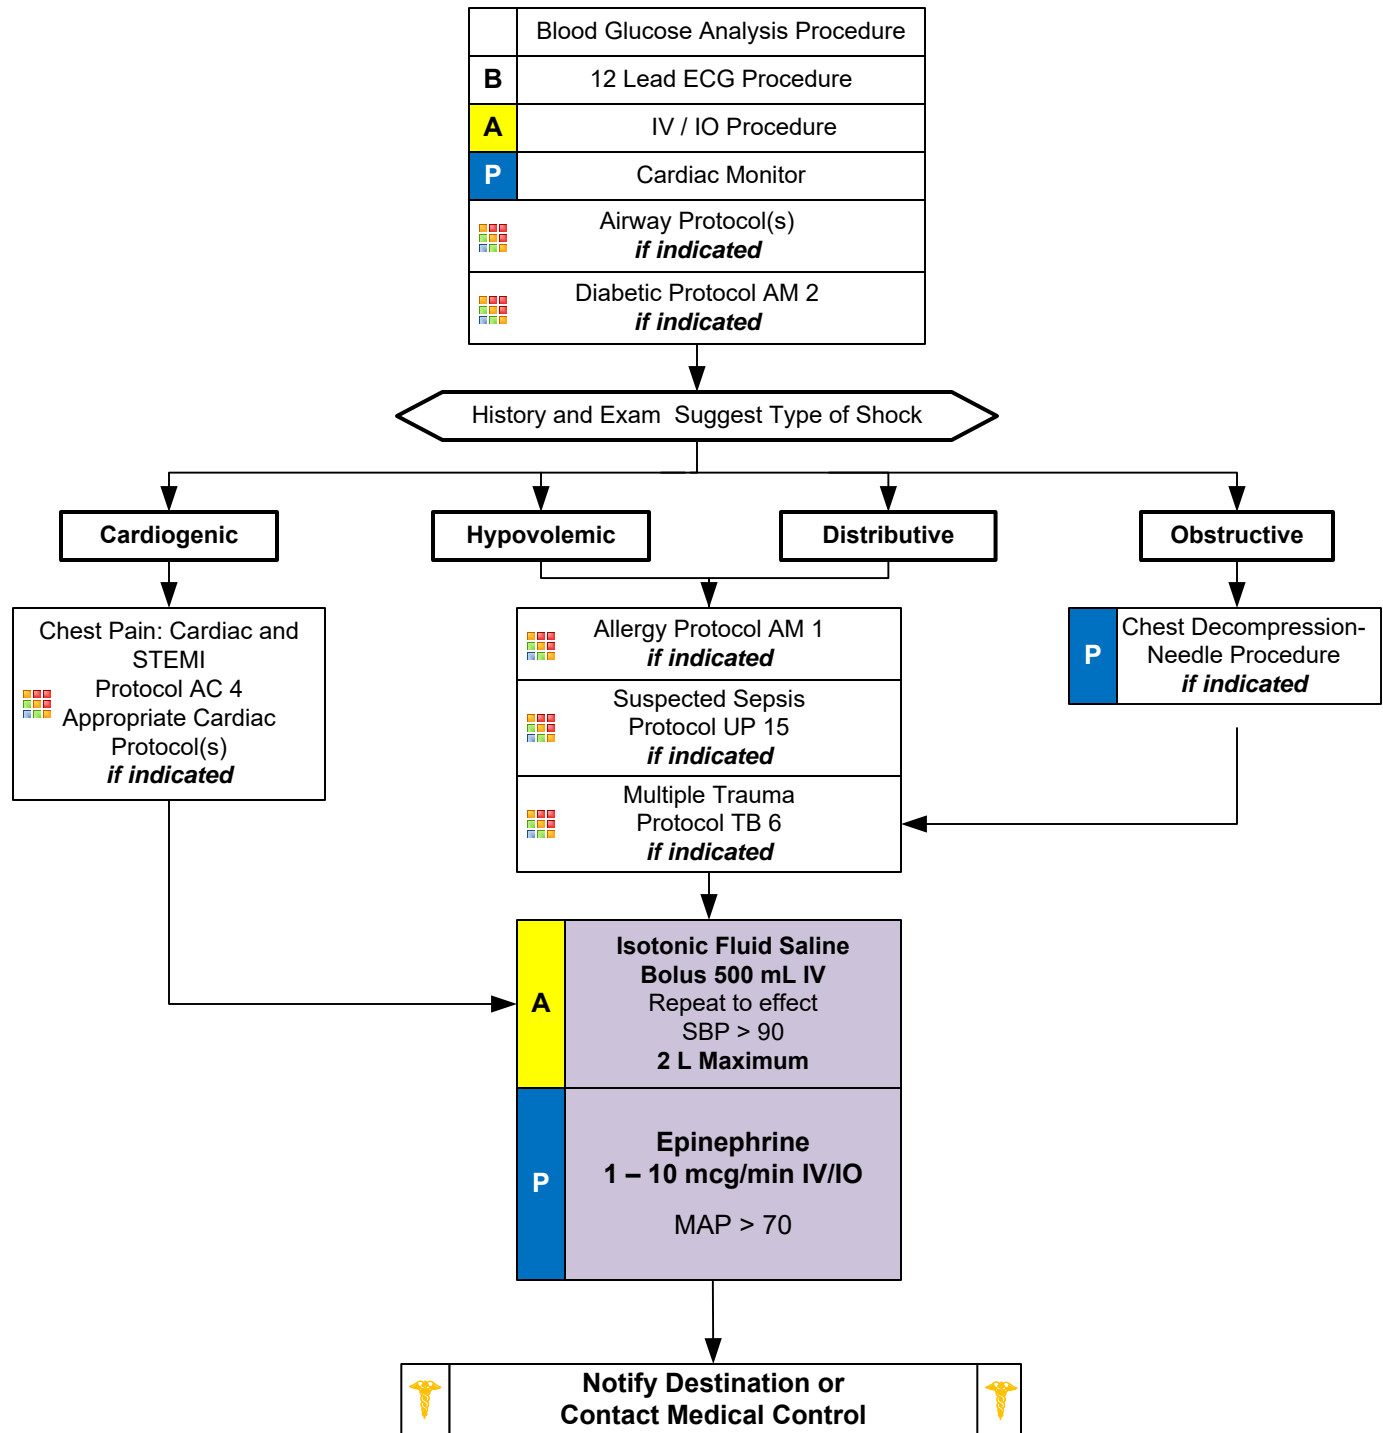 Blood Glucose Analysis Procedure
B
12 Lead ECG Procedure
A
IV / IO Procedure
P
Cardiac Monitor
Airway Protocol(s)
if indicated
Diabetic Protocol AM 2
if indicated
History and Exam  Suggest Type of Shock
Cardiogenic
Hypovolemic
Distributive
Obstructive
Chest Pain: Cardiac and
STEMI
Protocol AC 4
Appropriate Cardiac
Protocol(s)
if indicated
Allergy Protocol AM 1
if indicated
Suspected Sepsis
Protocol UP 15
if indicated
Multiple Trauma
Protocol TB 6
if indicated
P
Chest Decompression-
Needle Procedure
if indicated
A
Isotonic Fluid Saline
Bolus 500 mL IV
Repeat to effect
SBP > 90
2 L Maximum
P
Epinephrine
1 – 10 mcg/min IV/IO
MAP > 70
Notify Destination or
Contact Medical Control